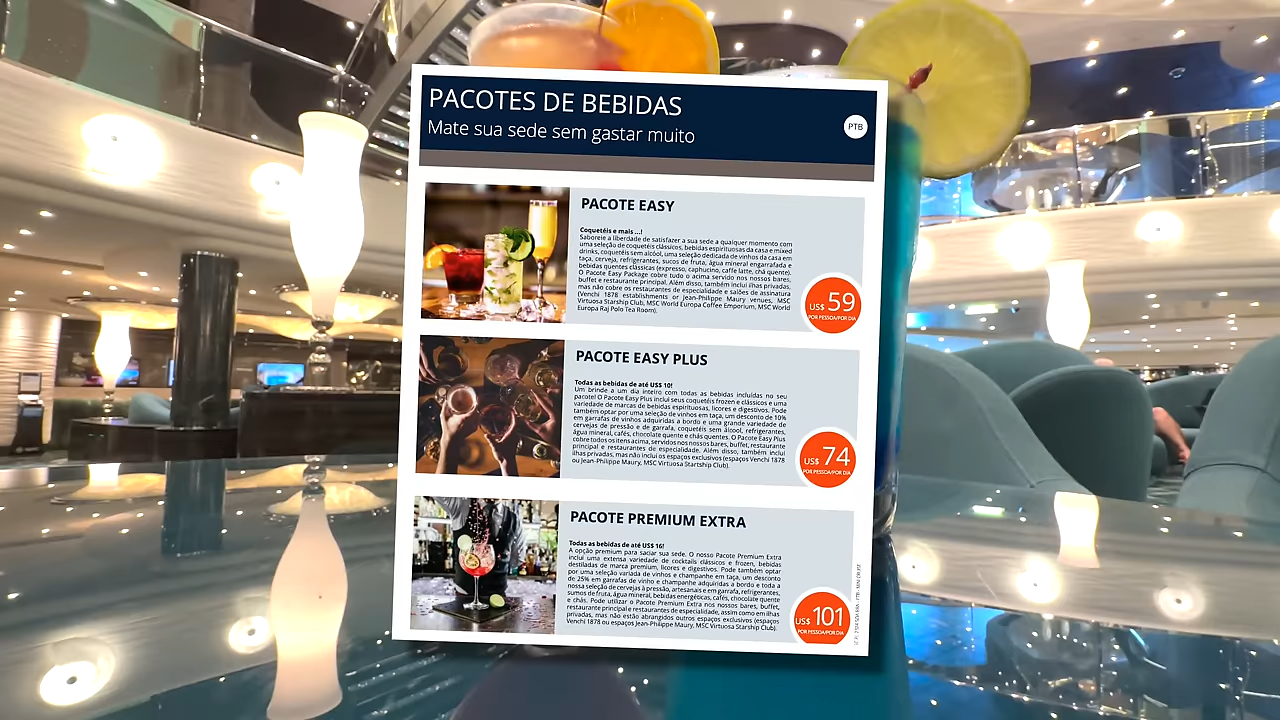 PACOTES DE BEBIDAS
Mate sua sede sem gastar muito
PTB
PACOTE EASY
Coquetéis e mais ...!
Saboreie a liberdade de satisfazer a sua sede a qualquer momento com
uma seleção de coquetéis clássicos, bebidas espirituosas da casa e mixed
drinks, coquetéis sem álcool, uma seleção dedicada de vinhos da casa em
taça, cerveja, refrigerantes, sucos de fruta, água mineral engarrafada e
bebidas quentes clássicas (expresso, caphucino, caffe latte, chá quente).
O Pacote Easy Package cobre tudo o acima servido nos nossos bares,
buffet e restaurante principal. Além disso, também inclui ilhas privadas,
mas não cobre os restaurantes de especialidade e salões de assinatura
(Venchi 1878 establishments or Jean-Philippe Maury venues, MSC
Virtuosa Starship Club, MSC World Europa Coffee Emporium, MSC World
Europa Raj Polo Tea Room).
US$ 59
POR PESSOA/POR DIA
PACOTE EASY PLUS
Todas as bebidas de até US$ 10!
Um brinde a um dia inteiro com todas as bebidas incluídas no seu
pacote! O Pacote Easy Plus inclui seus coquetéis frozen e clássicos e uma
variedade de marcas de bebidas espirituosas, licores e digestivos. Pode
também optar por uma seleção de vinhos em taça, um desconto de 10%
em garrafas de vinhos adquiridas a bordo e uma grande variedade de
cervejas de pressão e de garrafa, coquetéis sem álcool, refrigerantes,
água mineral, cafés, chocolate quente e chás quentes. O Pacote Easy Plus
cobre todos os itens acima, servidos nos nossos bares, buffet, restaurante
principal e restaurantes de especialidade. Além disso, também inclui
ilhas privadas, mas não inclui os espaços exclusivos (espaços Venchi 1878
ou Jean-Philippe Maury, MSC Virtuosa Startship Club).
US$ 74
POR PESSOA/POR DIA
PACOTE PREMIUM EXTRA
Todas as bebidas de até US$ 16!
A opção premium para saciar sua sede. O nosso Pacote Premium Extra
inclui uma extensa variedade de cocktails clássicos e frozen, bebidas
destiladas de marca premium, licores e digestivos. Pode também optar
por uma seleção variada de vinhos e champanhe em taça, um desconto
de 25% em garrafas de vinho e champanhe adquiridas a bordo e toda a
nossa seleção de cervejas à pressão, artesanais e em garrafa, refrigerantes,
sumos de fruta, água mineral, bebidas energéticas, cafés, chocolate quente
e chás. Pode utilizar o Pacote Premium Extra nos nossos bares, buffet,
restaurante principal e restaurantes de especialidade, assim como em ilhas
privadas, mas não estão abrangidos outros espaços exclusivos (espaços
Venchi 1878 ou espaços Jean-Philippe Maury, MSC Virtuosa Starship Club).
US$ 101
POR PESSOA/POR DIA